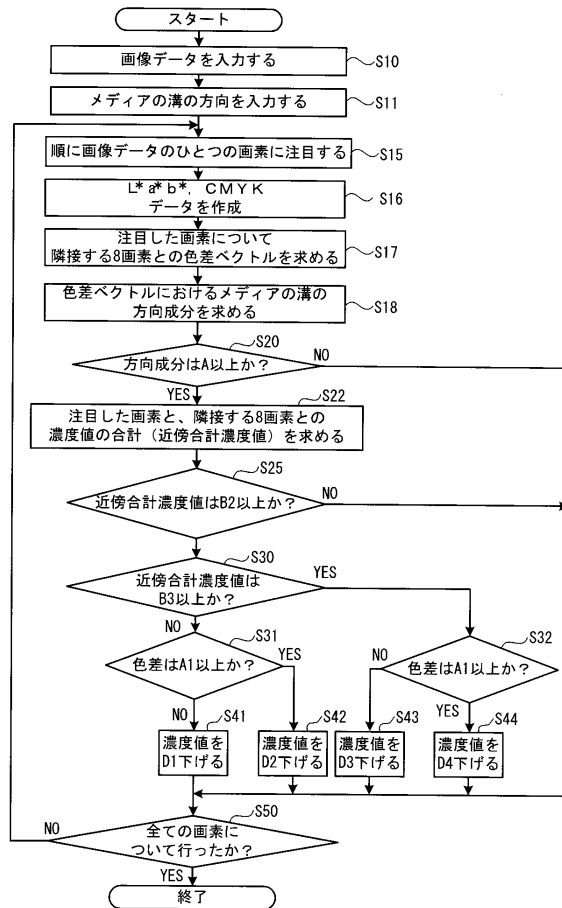 スタート
画像データを入力する
S10
メディアの溝の方向を入力する
S11
順に画像データのひとつの画素に注目する
S15
L* a* b*, CMYK
データを作成
S16
注目した画素について
隣接する8画素との色差ベクトルを求める
S17
色差ベクトルにおけるメディアの溝の
方向成分を求める
S18
S20
方向成分はA以上か?
NO
YES
S22
注目した画素と、隣接する8画素との
濃度値の合計(近傍合計濃度値)を求める
S25
近傍合計濃度値はB2以上か?
NO
S30
近傍合計濃度値は
B3以上か?
YES
NO
S31
色差はA1以上か?
YES
NO
S32
色差はA1以上か?
NO
YES
S41
濃度値を
D1下げる
S42
濃度値を
D2下げる
S43
濃度値を
D3下げる
S44
濃度値を
D4下げる
S50
全ての画素に
ついて行ったか?
NO
YES
終了